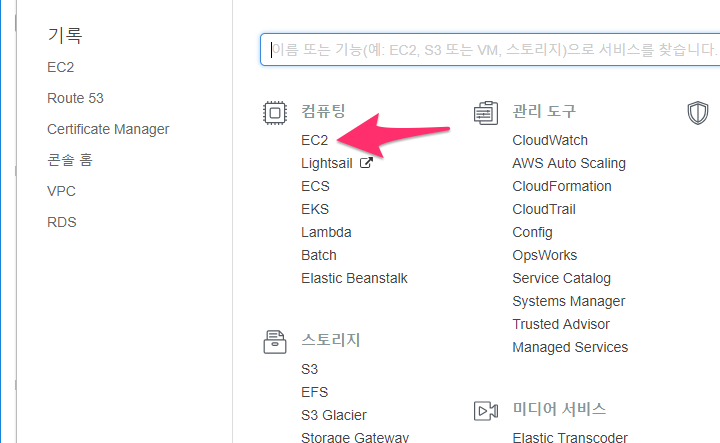 기록
EC2
Route 53
Certificate Manager
콘솔 홈
VPC
RDS
이름 또는 기능(예: EC2, S3 또는 VM, 스토리지)으로 서비스를 찾습니다.
컴퓨팅
EC2
Lightsail
ECS
EKS
Lambda
Batch
Elastic Beanstalk
스토리지
S3
EFS
S3 Glacier
Storage Gateway
관리 도구
CloudWatch
AWS Auto Scaling
CloudFormation
CloudTrail
Config
OpsWorks
Service Catalog
Systems Manager
Trusted Advisor
Managed Services
미디어 서비스
Elastic Transcoder